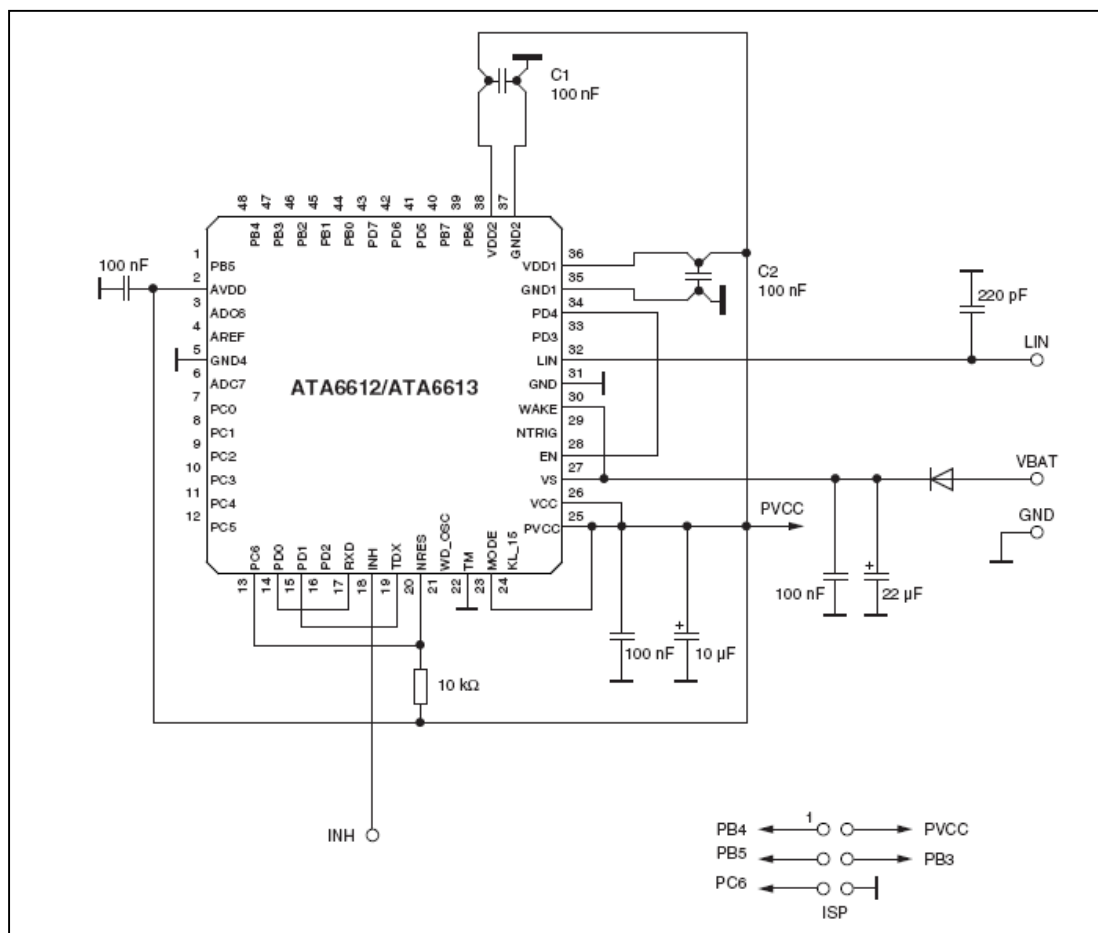 C1
100 nF
48
47
46
45
44
43
42
41
40
39
38
37
PB4
PB3
PB2
PB1
PB0
PD7
PD6
PD5
PB7
PB6
VDD2
GND2
100 nF
1
PB5
2
AVDD
3
ADC6
4
AREF
5
GND4
6
ADC7
7
PC0
8
PC1
9
PC2
10
PC3
11
PC4
12
PC5
ATA6612/ATA6613
36
VDD1
35
GND1
34
PD4
33
PD3
32
LIN
31
GND
30
WAKE
29
NTRIG
28
EN
27
VS
26
VCC
25
PVCC
C2
100 nF
220 pF
LIN
VBAT
GND
PVCC
PC6
PD0
PD1
PD2
RXD
INH
TDX
NRES
WD_OSC
TM
MODE
KL_15
13
14
15
16
17
18
19
20
21
22
23
24
100 nF
+
22 µF
100 nF
+
10 µF
10 kΩ
INH
PB4
1
PVCC
PB5
PB3
PC6
ISP